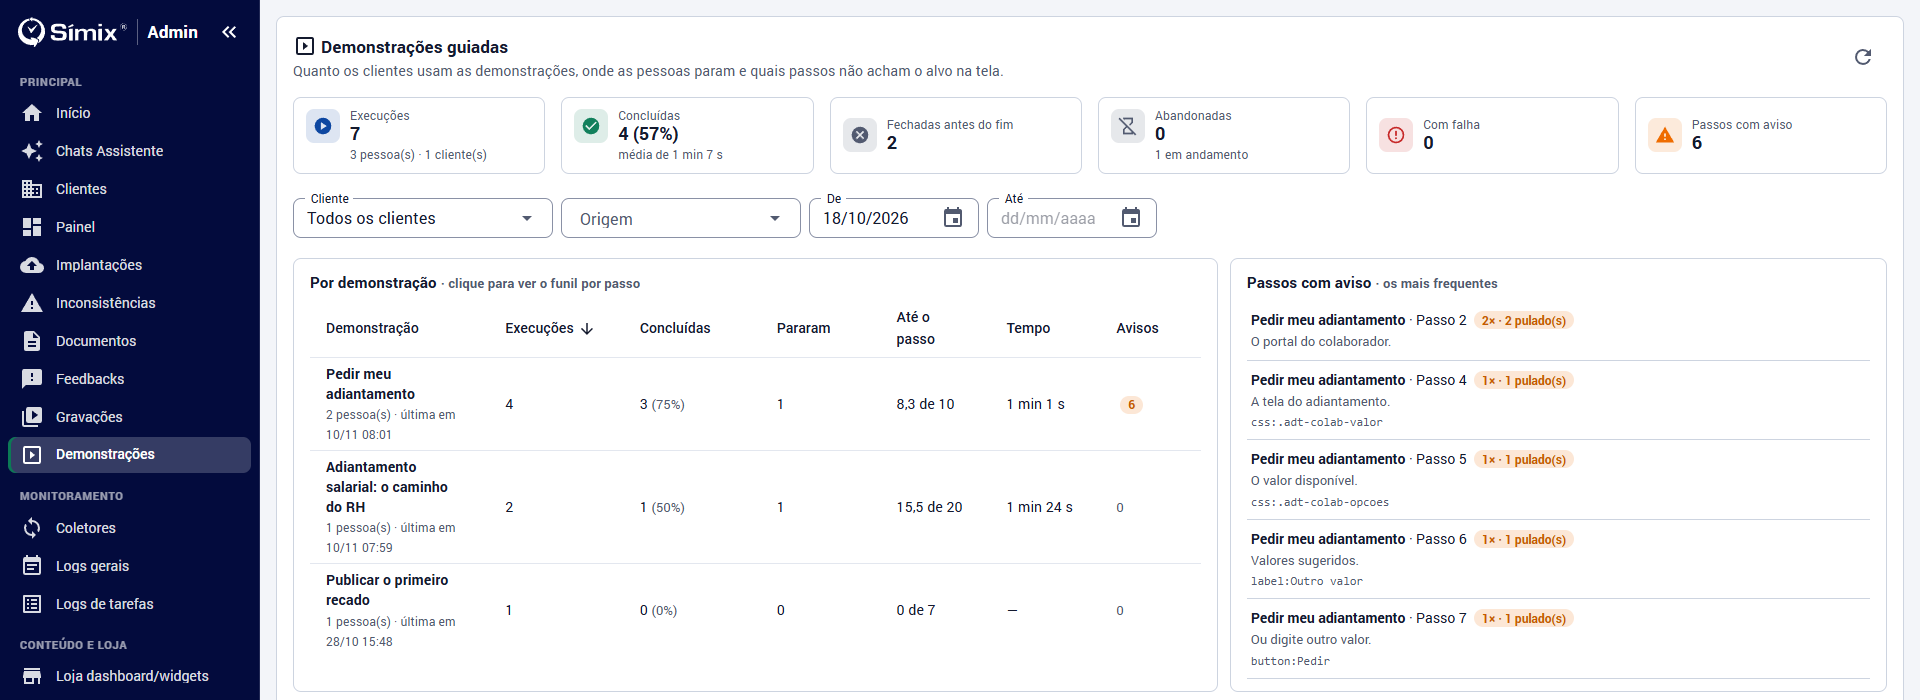 Símix® Admin
PRINCIPAL
Início
Chats Assistente
Clientes
Painel
Implantações
Inconsistências
Documentos
Feedbacks
Gravações
Demonstrações
MONITORAMENTO
Coletores
Logs gerais
Logs de tarefas
CONTEÚDO E LOJA
Loja dashboard/widgets
Demonstrações guiadas
Quanto os clientes usam as demonstrações, onde as pessoas param e quais passos não acham o alvo na tela.
Execuções
7
3 pessoa(s) · 1 cliente(s)
Concluídas
4 (57%)
média de 1 min 7 s
Fechadas antes do fim
2
Abandonadas
0
1 em andamento
Com falha
0
Passos com aviso
6
Cliente
Todos os clientes
Origem
De
18/10/2026
Até
dd/mm/aaaa
Por demonstração · clique para ver o funil por passo
Demonstração Execuções Concluídas Pararam Até o passo Tempo Avisos
Pedir meu
adiantamento
2 pessoa(s) · última em
10/11 08:01
4 3 (75%) 1 8,3 de 10 1 min 1 s 6
Adiantamento
salarial: o caminho
do RH
1 pessoa(s) · última em
10/11 07:59
2 1 (50%) 1 15,5 de 20 1 min 24 s 0
Publicar o primeiro
recado
1 pessoa(s) · última em
28/10 15:48
1 0 (0%) 0 0 de 7 — 0
Passos com aviso · os mais frequentes
Pedir meu adiantamento · Passo 2 2× · 2 pulado(s)
O portal do colaborador.
Pedir meu adiantamento · Passo 4 1× · 1 pulado(s)
A tela do adiantamento.
css:.adt-colab-valor
Pedir meu adiantamento · Passo 5 1× · 1 pulado(s)
O valor disponível.
css:.adt-colab-opcoes
Pedir meu adiantamento · Passo 6 1× · 1 pulado(s)
Valores sugeridos.
label:Outro valor
Pedir meu adiantamento · Passo 7 1× · 1 pulado(s)
Ou digite outro valor.
button:Pedir